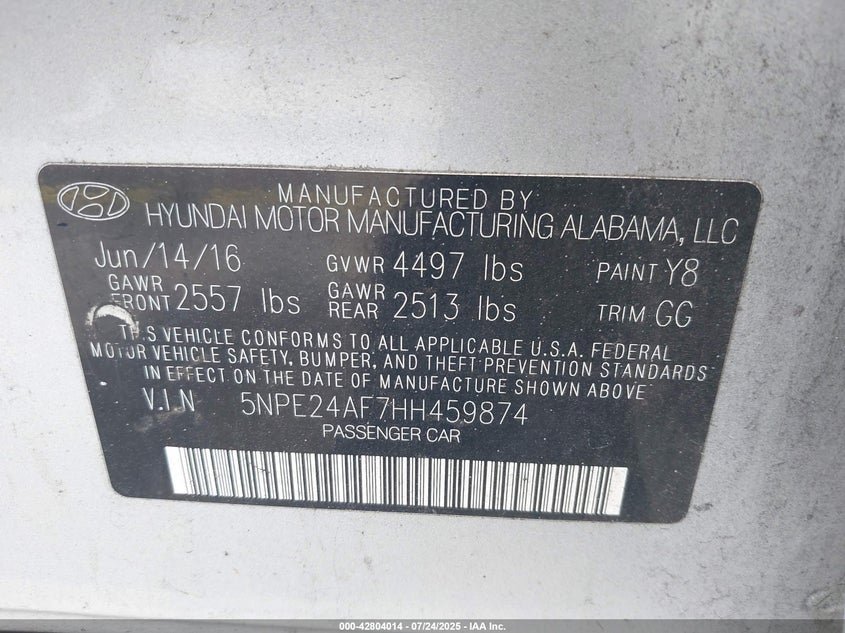 MANUFACTURED BY
HYUNDAI MOTOR MANUFACTURING ALABAMA, LLC
Jun/14/16 GVWR 4497 lbs PAINT Y8
GAWR FRONT 2557 lbs GAWR REAR 2513 lbs TRIM GG
THIS VEHICLE CONFORMS TO ALL APPLICABLE U.S.A. FEDERAL
MOTOR VEHICLE SAFETY, BUMPER, AND THEFT PREVENTION STANDARDS
IN EFFECT ON THE DATE OF MANUFACTURE SHOWN ABOVE
V.I.N 5NPE24AF7HH459874
PASSENGER CAR
000-42804014 - 07/24/2025 - IAA Inc.